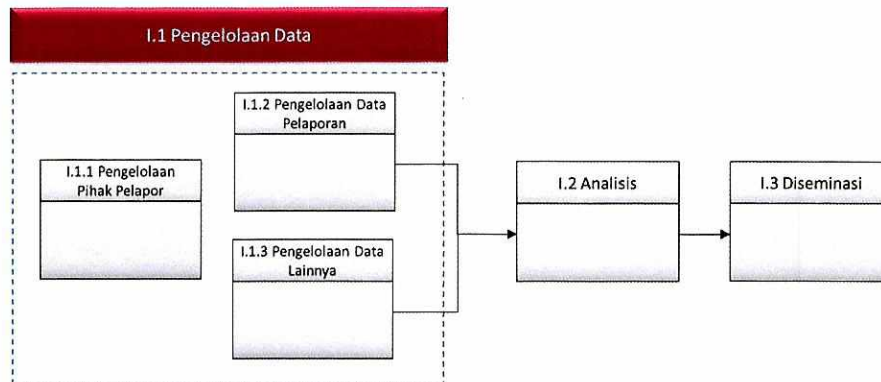 I.1 Pengelolaan Data
I.1.1 Pengelolaan
Pihak Pelapor
I.1.2 Pengelolaan Data
Pelaporan
I.1.3 Pengelolaan Data
Lainnya
I.2 Analisis
I.3 Diseminasi